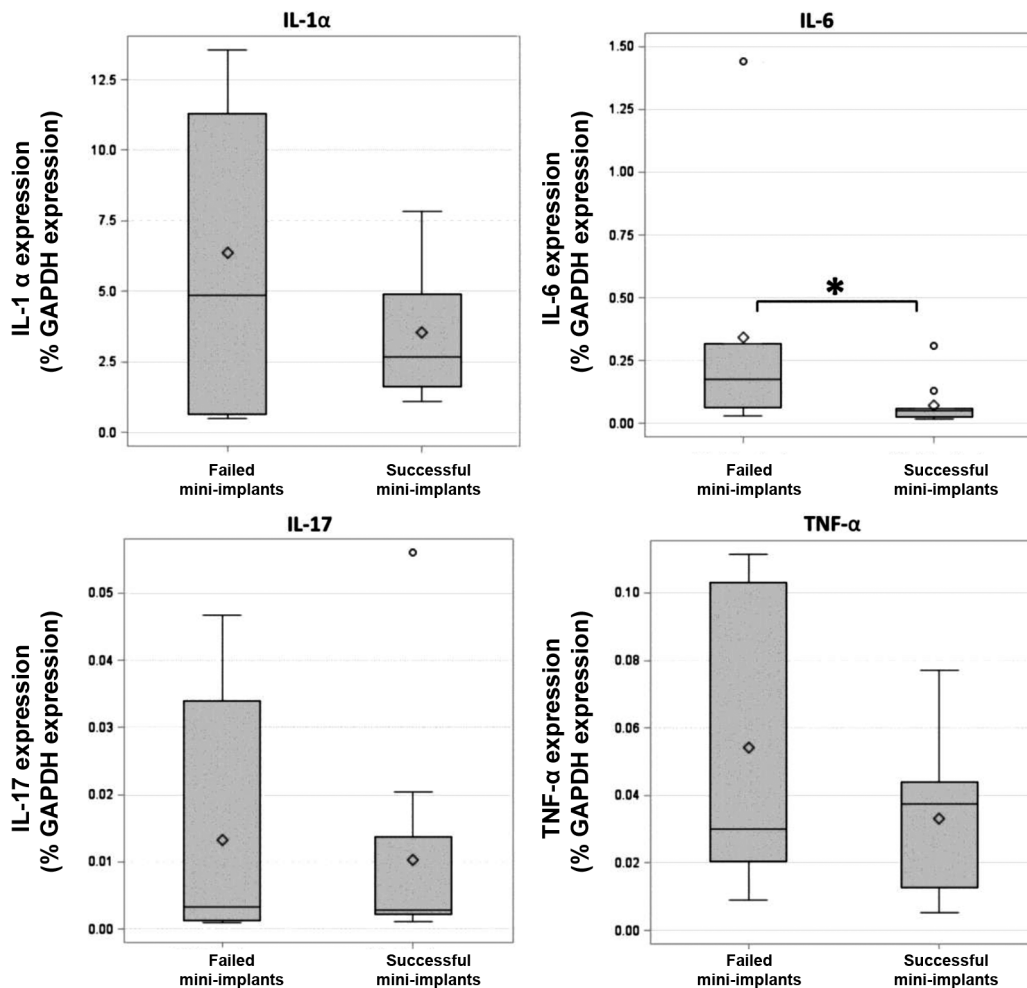 IL-1α
IL-1 α expression
(% GAPDH expression)
12.5
10.0
7.5
5.0
2.5
0.0
Failed
mini-implants
Successful
mini-implants
IL-6
IL-6 expression
(% GAPDH expression)
1.50
1.25
1.00
0.75
0.50
0.25
0.00
*
Failed
mini-implants
Successful
mini-implants
IL-17
IL-17 expression
(% GAPDH expression)
0.05
0.04
0.03
0.02
0.01
0.00
Failed
mini-implants
Successful
mini-implants
TNF-α
TNF-α expression
(% GAPDH expression)
0.10
0.08
0.06
0.04
0.02
0.00
Failed
mini-implants
Successful
mini-implants